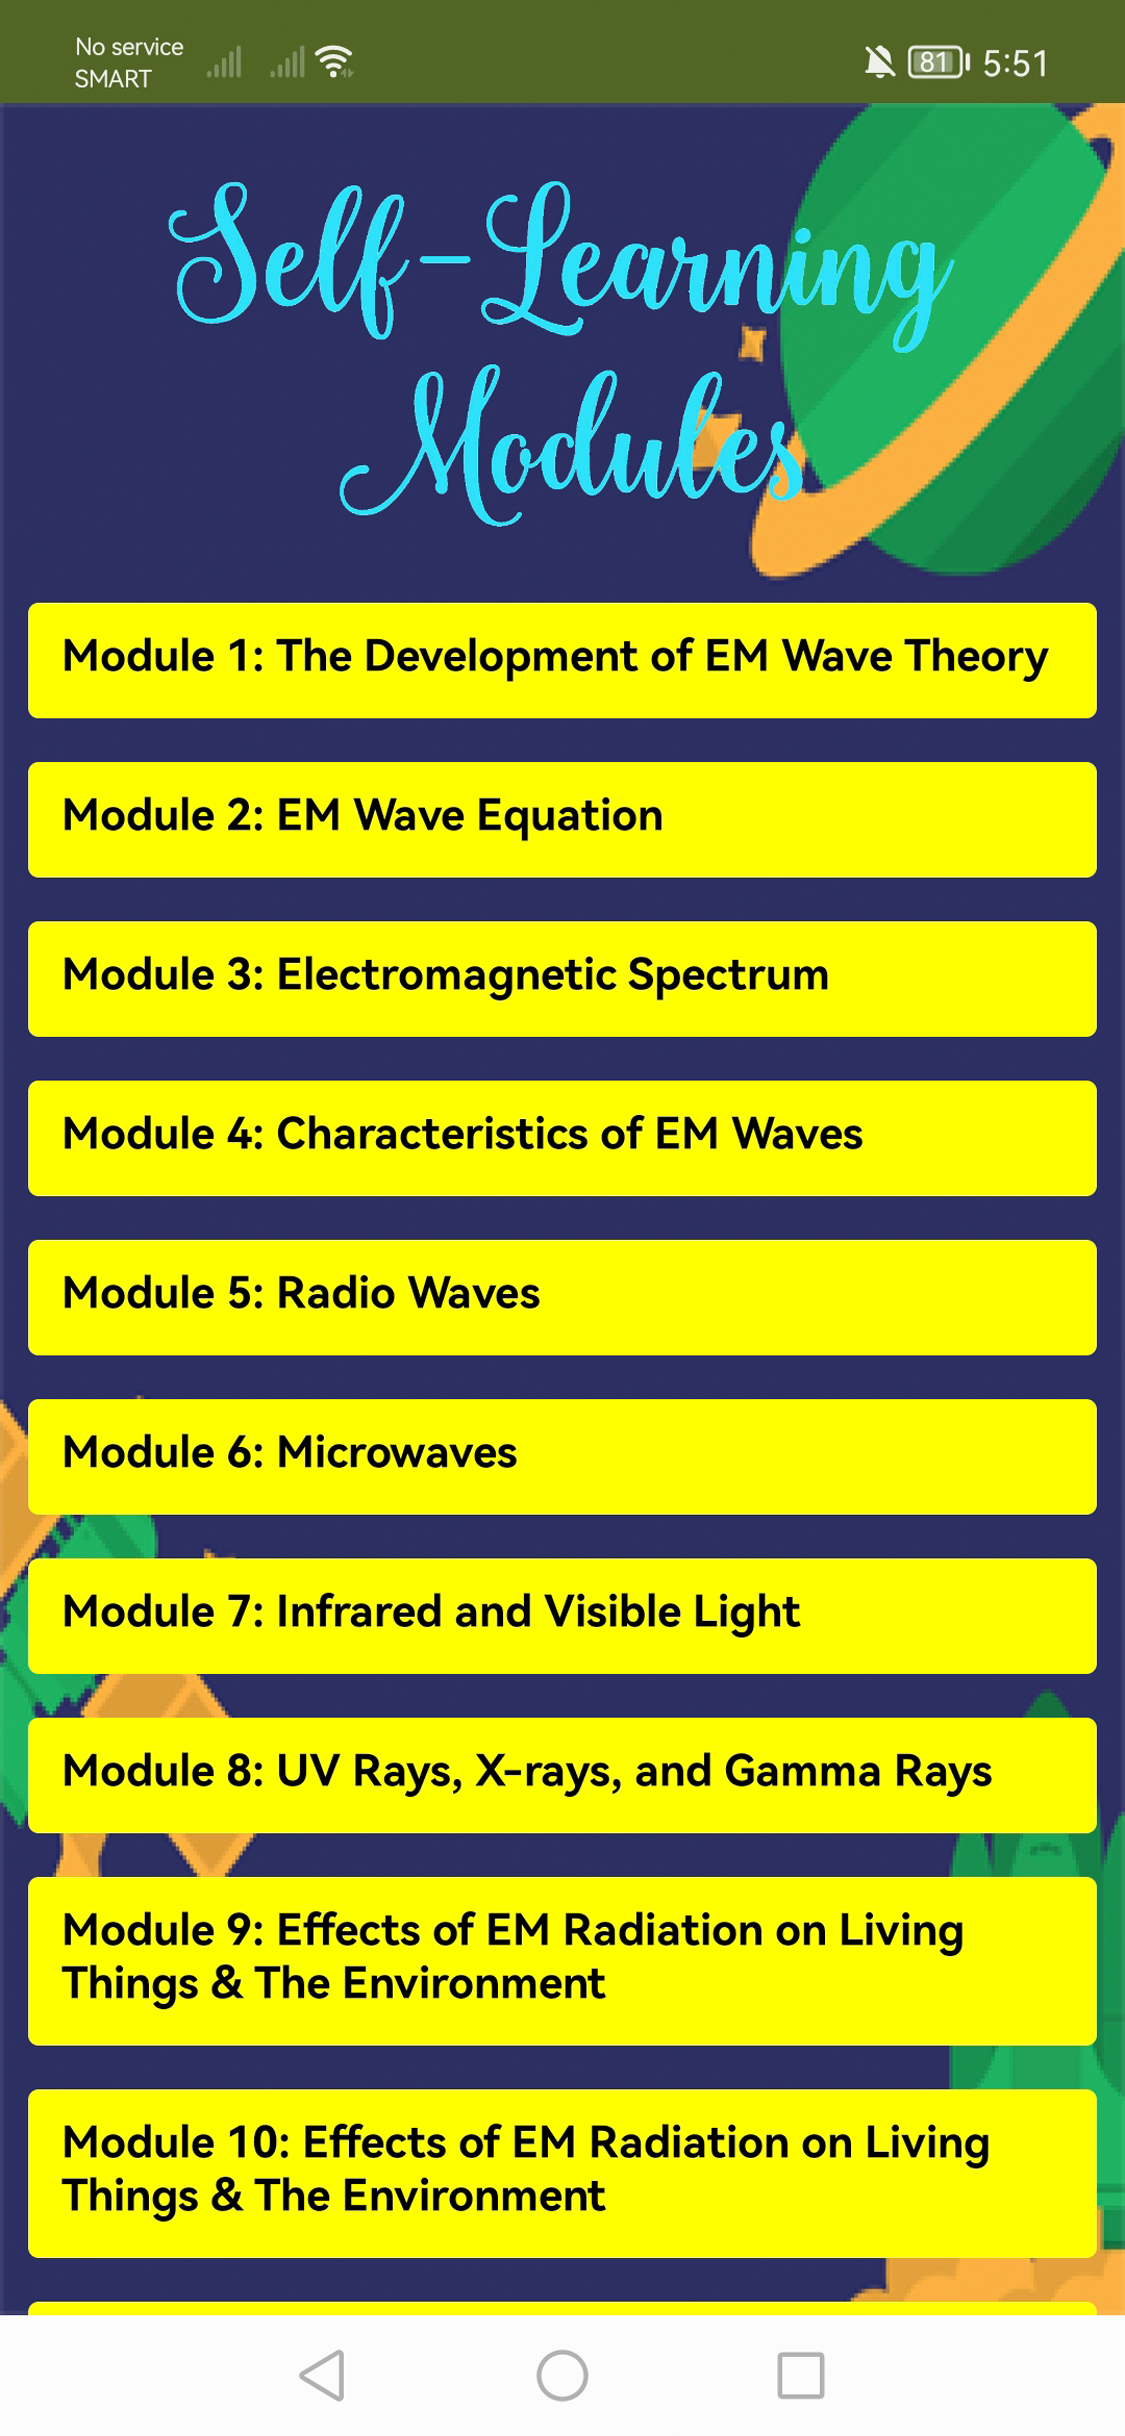 No service
SMART
81
5:51
Self-Learning
Modules
Module 1: The Development of EM Wave Theory
Module 2: EM Wave Equation
Module 3: Electromagnetic Spectrum
Module 4: Characteristics of EM Waves
Module 5: Radio Waves
Module 6: Microwaves
Module 7: Infrared and Visible Light
Module 8: UV Rays, X-rays, and Gamma Rays
Module 9: Effects of EM Radiation on Living
Things & The Environment
Module 10: Effects of EM Radiation on Living
Things & The Environment